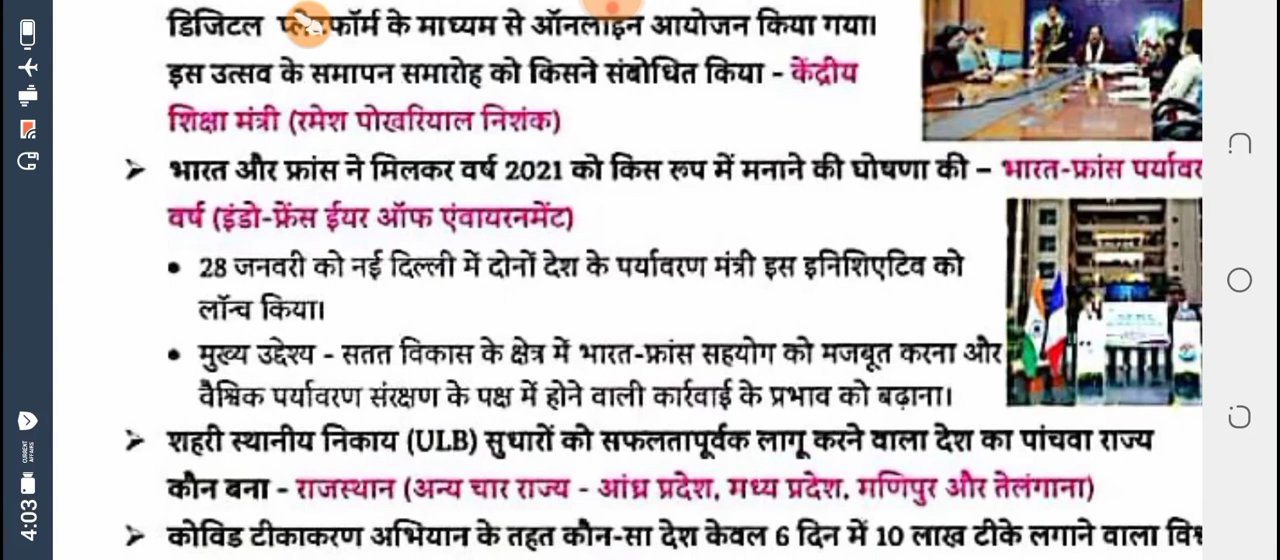 डिजिटल के माध्यम से ऑनलाइन आयोजन किया गया।
इस उत्सव के समापन समारोह को किसने संबोधित किया - केंद्रीय
शिक्षा मंत्री (रमेश पोखरियाल निशंक)
➢ भारत और फ्रांस ने मिलकर वर्ष 2021 को किस रूप में मनाने की घोषणा की – भारत-फ्रांस
वर्ष (इंडो-फ्रेंस ईयर ऑफ एंवायरनमेंट)
• 28 जनवरी को नई दिल्ली में दोनों देश के पर्यावरण मंत्री इस इनिशिएटिव को
लॉन्च किया।
• मुख्य उद्देश्य - सतत विकास के क्षेत्र में भारत-फ्रांस सहयोग को मजबूत करना और
वैश्विक पर्यावरण संरक्षण के पक्ष में होने वाली कार्रवाई के प्रभाव को बढ़ाना।
➢ शहरी स्थानीय निकाय (ULB) सुधारों को सफलतापूर्वक लागू करने वाला देश का पांचवा राज्य
कौन बना - राजस्थान (अन्य चार राज्य - आंध्र प्रदेश, मध्य प्रदेश, मणिपुर और तेलंगाना)
➢ कोविड टीकाकरण अभियान के तहत कौन-सा देश केवल 6 दिन में 10 लाख टीके लगाने वाला
4:03
CURRENT
AFFAIRS